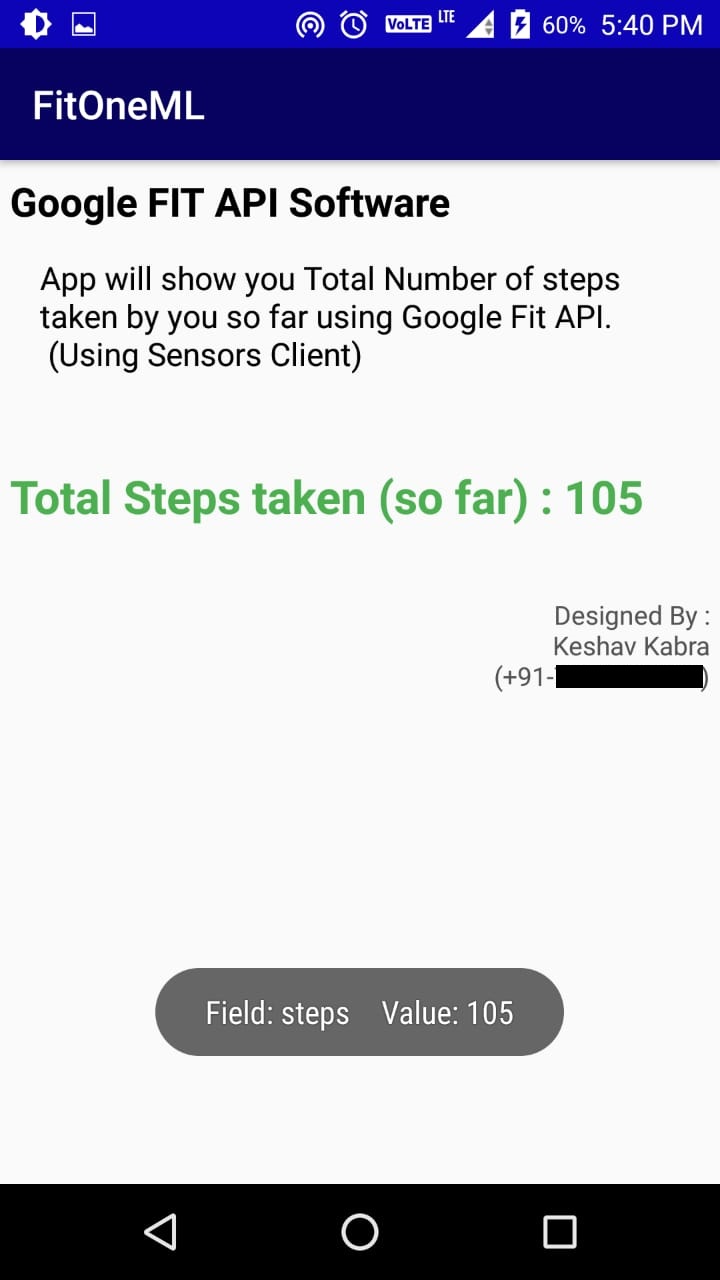 VoLTE LTE 60% 5:40 PM
FitOneML
Google FIT API Software
App will show you Total Number of steps
taken by you so far using Google Fit API.
(Using Sensors Client)
Total Steps taken (so far) : 105
Designed By :
Keshav Kabra
(+91-)
Field: steps Value: 105